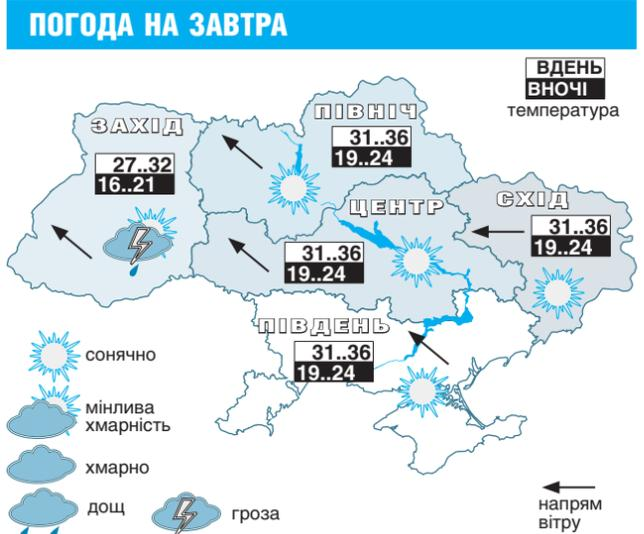 ПОГОДА НА ЗАВТРА
ВДЕНЬ
ВНОЧІ
температура
ЗАХІД
27..32
16..21
ПІВНІЧ
31..36
19..24
ЦЕНТР
31..36
19..24
СХІД
31..36
19..24
ПІВДЕНЬ
31..36
19..24
сонячно
мінлива
хмарність
хмарно
дощ
гроза
напрям
вітру